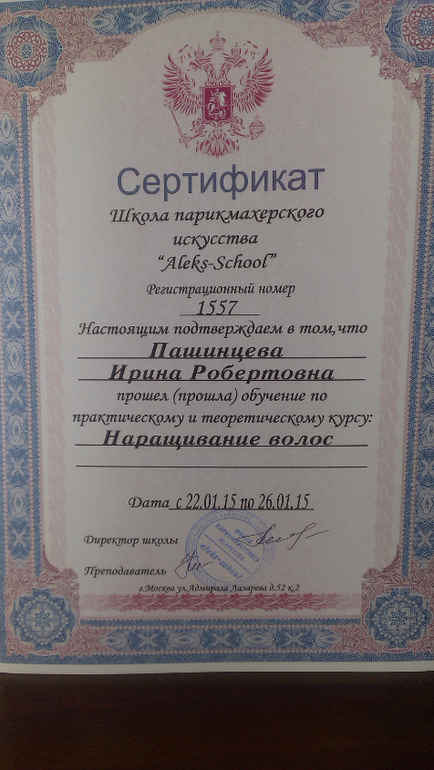 Сертификат
Школа парикмахерского
искусства
"Aleks-School"
Регистрационный номер
1557
Настоящим подтверждаем в том,что
Пашинцева
Ирина Робертовна
прошел (прошла) обучение по
практическому и теоретическому курсу:
Наращивание волос
Дата с 22.01.15 по 26.01.15
Директор школы
Преподаватель
г.Москва ул.Адмирала Лазарева д.52 к.2